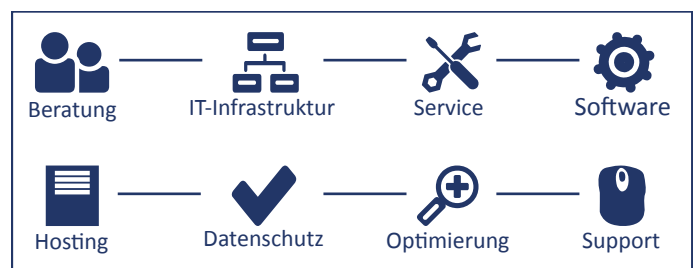 Beratung IT-Infrastruktur Service Software
Hosting Datenschutz Optimierung Support